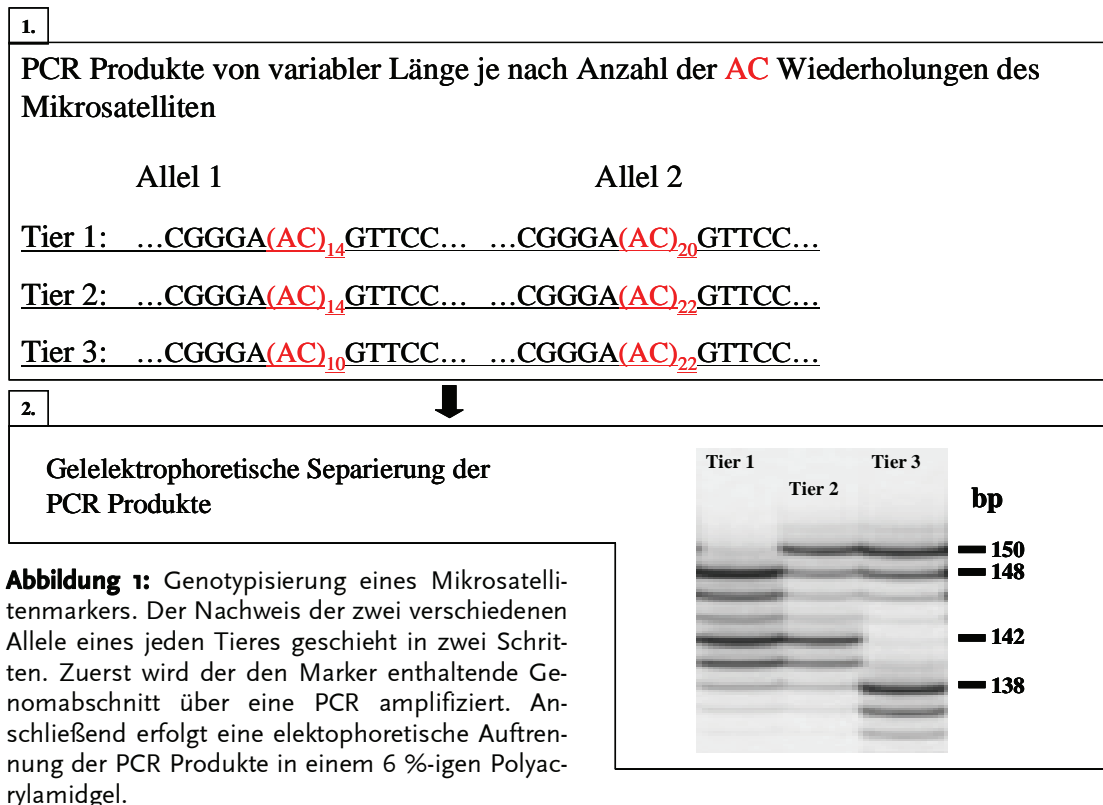 1.
PCR Produkte von variabler Länge je nach Anzahl der AC Wiederholungen des
Mikrosatelliten
Allel 1 Allel 2
Tier 1: ...CGGGA(AC)14GTTCC... ...CGGGA(AC)20GTTCC...
Tier 2: ...CGGGA(AC)14GTTCC... ...CGGGA(AC)22GTTCC...
Tier 3: ...CGGGA(AC)10GTTCC... ...CGGGA(AC)22GTTCC...
2.
Gelelektrophoretische Separierung der
PCR Produkte
Tier 1 Tier 3
Tier 2
bp
150
148
142
138
Abbildung 1: Genotypisierung eines Mikrosatelli-
tenmarkers. Der Nachweis der zwei verschiedenen
Allele eines jeden Tieres geschieht in zwei Schrit-
ten. Zuerst wird der den Marker enthaltende Ge-
nomabschnitt über eine PCR amplifiziert. An-
schließend erfolgt eine elektophoretische Auftren-
nung der PCR Produkte in einem 6 %-igen Polyac-
rylamidgel.